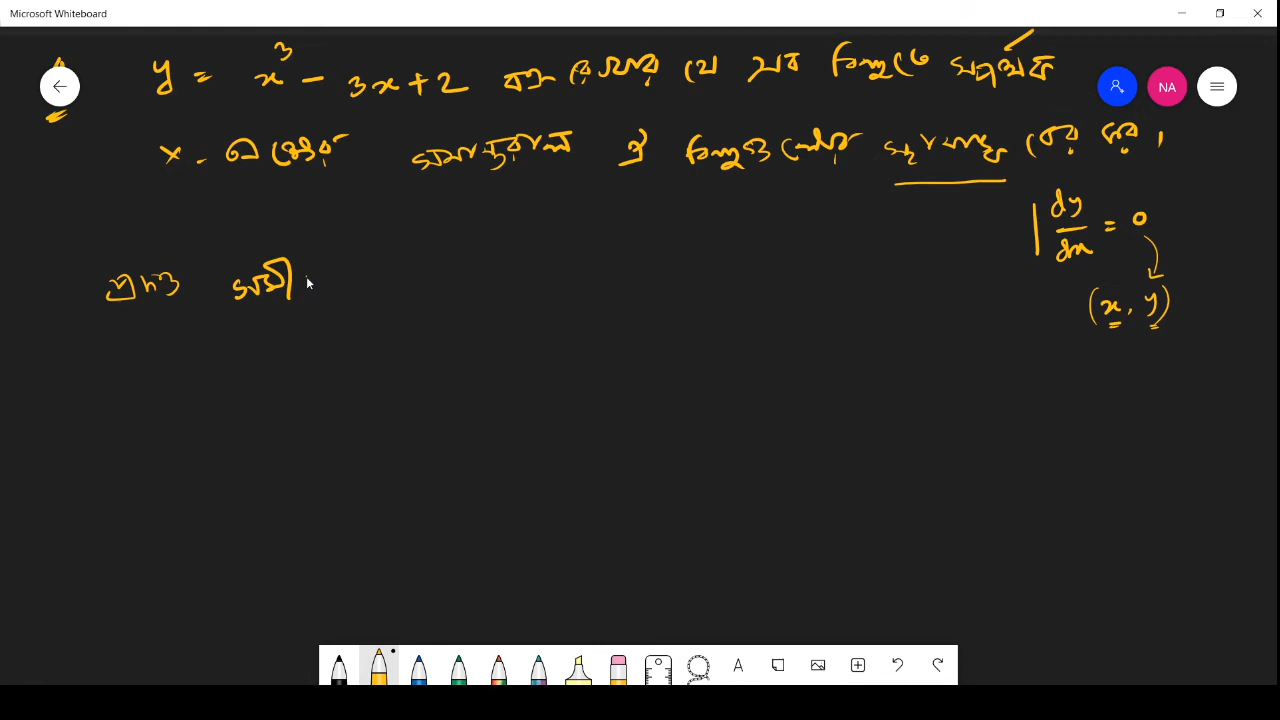 Microsoft Whiteboard
y = x³ - 3x + 2 বক্র রেখার যে সব বিন্দুতে স্পর্শক
NA
x - অক্ষের সমান্তরাল ঐ বিন্দুগুলোর স্থানাঙ্ক বের কর।
dy/dx = 0
প্রদত্ত সমী
(x, y)
A